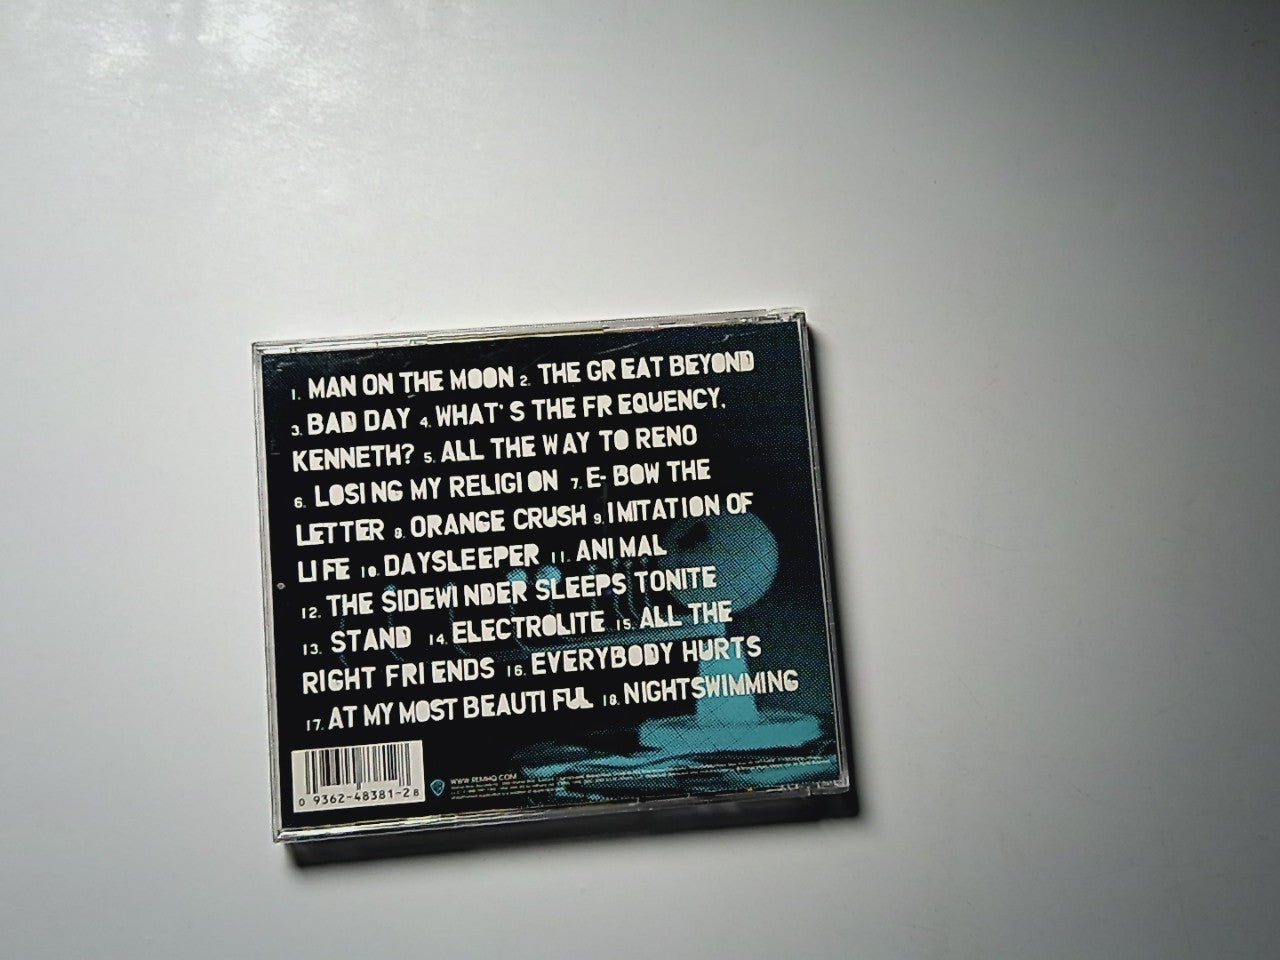 1. MAN ON THE MOON 2. THE GREAT BEYOND
3. BAD DAY 4. WHAT'S THE FREQUENCY,
KENNETH? 5. ALL THE WAY TO RENO
6. LOSING MY RELIGION 7. E-BOW THE
LETTER 8. ORANGE CRUSH 9. IMITATION OF
LIFE 10. DAYSLEEPER 11. ANIMAL
12. THE SIDEWINDER SLEEPS TONITE
13. STAND 14. ELECTROLITE 15. ALL THE
RIGHT FRIENDS 16. EVERYBODY HURTS
17. AT MY MOST BEAUTIFUL 18. NIGHTSWIMMING
WWW.REMHQ.COM
0 9362-48381-2 8